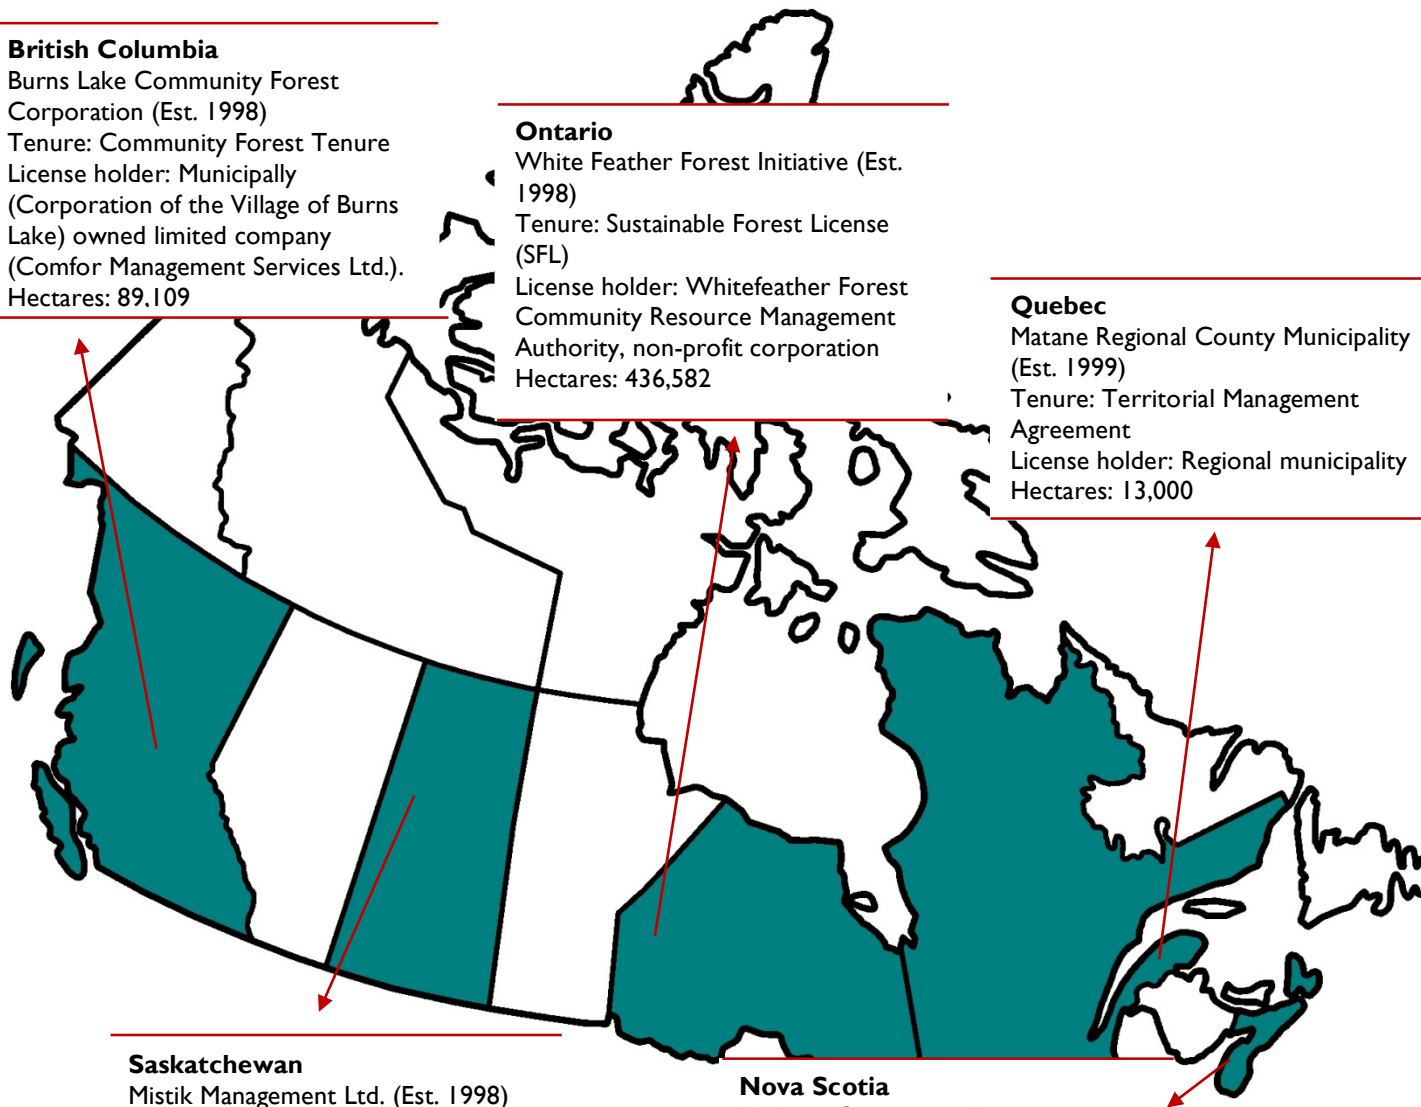 British Columbia
Burns Lake Community Forest
Corporation (Est. 1998)
Tenure: Community Forest Tenure
License holder: Municipally
(Corporation of the Village of Burns
Lake) owned limited company
(Comfor Management Services Ltd.).
Hectares: 89,109
Ontario
White Feather Forest Initiative (Est.
1998)
Tenure: Sustainable Forest License
(SFL)
License holder: Whitefeather Forest
Community Resource Management
Authority, non-profit corporation
Hectares: 436,582
Quebec
Matane Regional County Municipality
(Est. 1999)
Tenure: Territorial Management
Agreement
License holder: Regional municipality
Hectares: 13,000
Saskatchewan
Mistik Management Ltd. (Est. 1998)
Nova Scotia